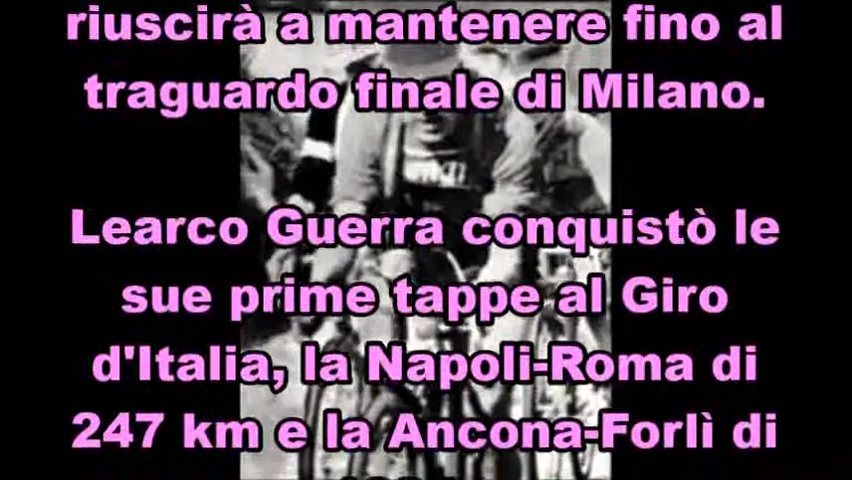 riuscirà a mantenere fino al
traguardo finale di Milano.
Learco Guerra conquistò le
sue prime tappe al Giro
d'Italia, la Napoli-Roma di
247 km e la Ancona-Forlì di